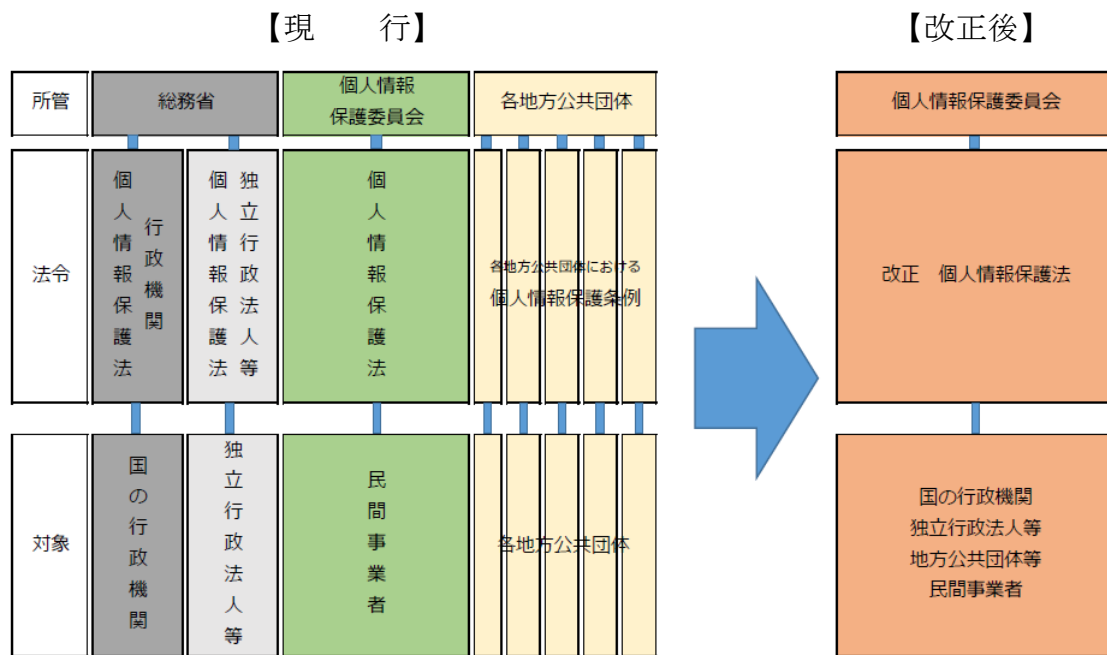 【現　　行】
【改正後】
所管
総務省
個人情報
保護委員会
各地方公共団体
個人情報保護委員会
法令
行政機関
個人情報保護法
独立行政法人等
個人情報保護法
個人情報保護法
各地方公共団体における
個人情報保護条例
改正　個人情報保護法
対象
国の行政機関
独立行政法人等
民間事業者
各地方公共団体
国の行政機関
独立行政法人等
地方公共団体等
民間事業者